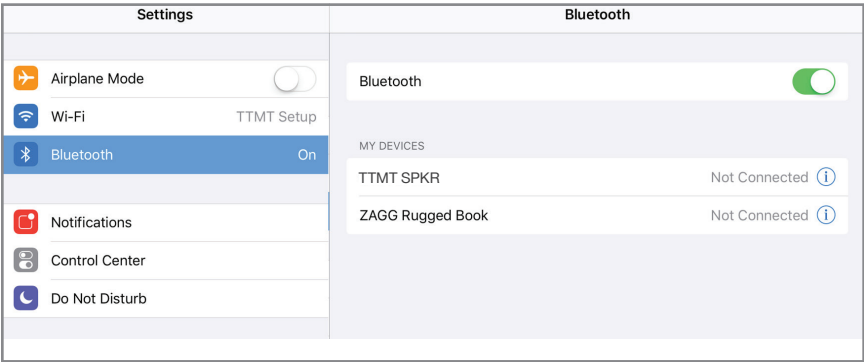 Settings
Airplane Mode
Wi-Fi TTMT Setup
Bluetooth On
Notifications
Control Center
Do Not Disturb
Bluetooth
Bluetooth
MY DEVICES
TTMT SPKR Not Connected
ZAGG Rugged Book Not Connected